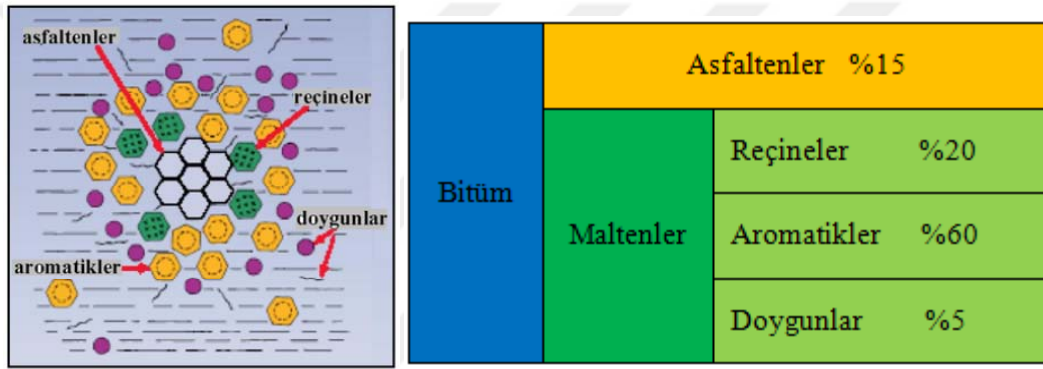 asfaltenler
reçineler
doygunlar
aromatikler
Bitüm
Asfaltenler %15
Maltenler
Reçineler %20
Aromatikler %60
Doygunlar %5